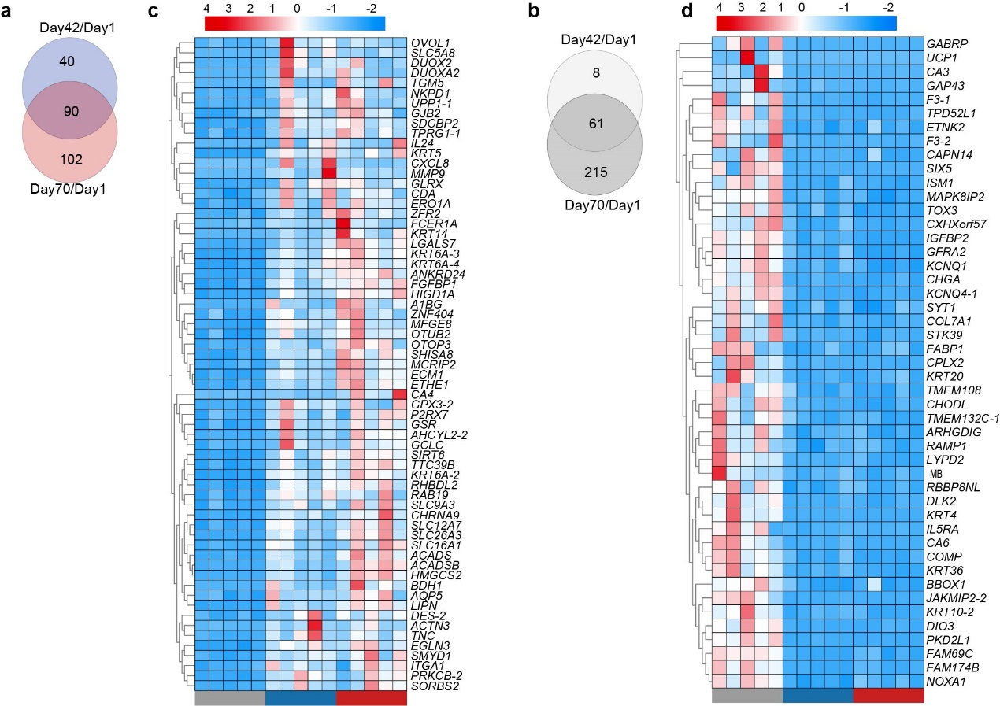 a
Day42/Day1
40
90
102
Day70/Day1
c
4 3 2 1 0 -1 -2
OVOL1
SLC5A8
DUOX2
DUOXA2
TGM5
NKPD1
UPP1-1
GJB2
SDCBP2
TPRG1-1
IL24
KRT5
CXCL8
MMP9
GLRX
CDA
ERO1A
ZFR2
FCER1A
KRT14
LGALS7
KRT6A-3
KRT6A-4
ANKRD24
FGFBP1
HIGD1A
A1BG
ZNF404
MFGE8
OTUB2
OTOP3
SHISA8
MCRIP2
ECM1
ETHE1
CA4
GPX3-2
P2RX7
GSR
AHCYL2-2
GCLC
SIRT6
TTC39B
KRT6A-2
RHBDL2
RAB19
SLC9A3
CHRNA9
SLC12A7
SLC26A3
SLC16A1
ACADS
ACADSB
HMGCS2
BDH1
AQP5
LIPN
DES-2
ACTN3
TNC
EGLN3
SMYD1
ITGA1
PRKCB-2
SORBS2
b
Day42/Day1
8
61
215
Day70/Day1
d
4 3 2 1 0 -1 -2
GABRP
UCP1
CA3
GAP43
F3-1
TPD52L1
ETNK2
F3-2
CAPN14
SIX5
ISM1
MAPK8IP2
TOX3
CXHXorf57
IGFBP2
GFRA2
KCNQ1
CHGA
KCNQ4-1
SYT1
COL7A1
STK39
FABP1
CPLX2
KRT20
TMEM108
CHODL
TMEM132C-1
ARHGDIG
RAMP1
LYPD2
MB
RBBP8NL
DLK2
KRT4
IL5RA
CA6
COMP
KRT36
BBOX1
JAKMIP2-2
KRT10-2
DIO3
PKD2L1
FAM69C
FAM174B
NOXA1